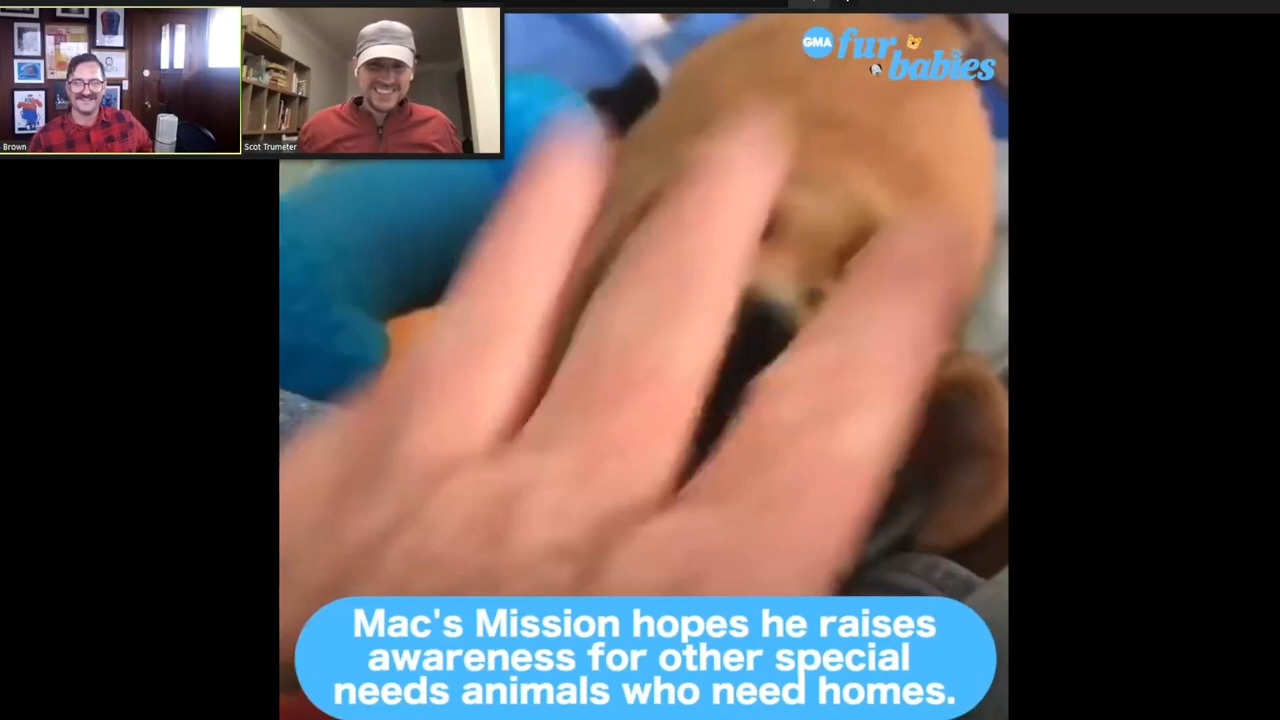 Brown
Scot Trumeter
GMA
fur
babies
Mac's Mission hopes he raises
awareness for other special
needs animals who need homes.